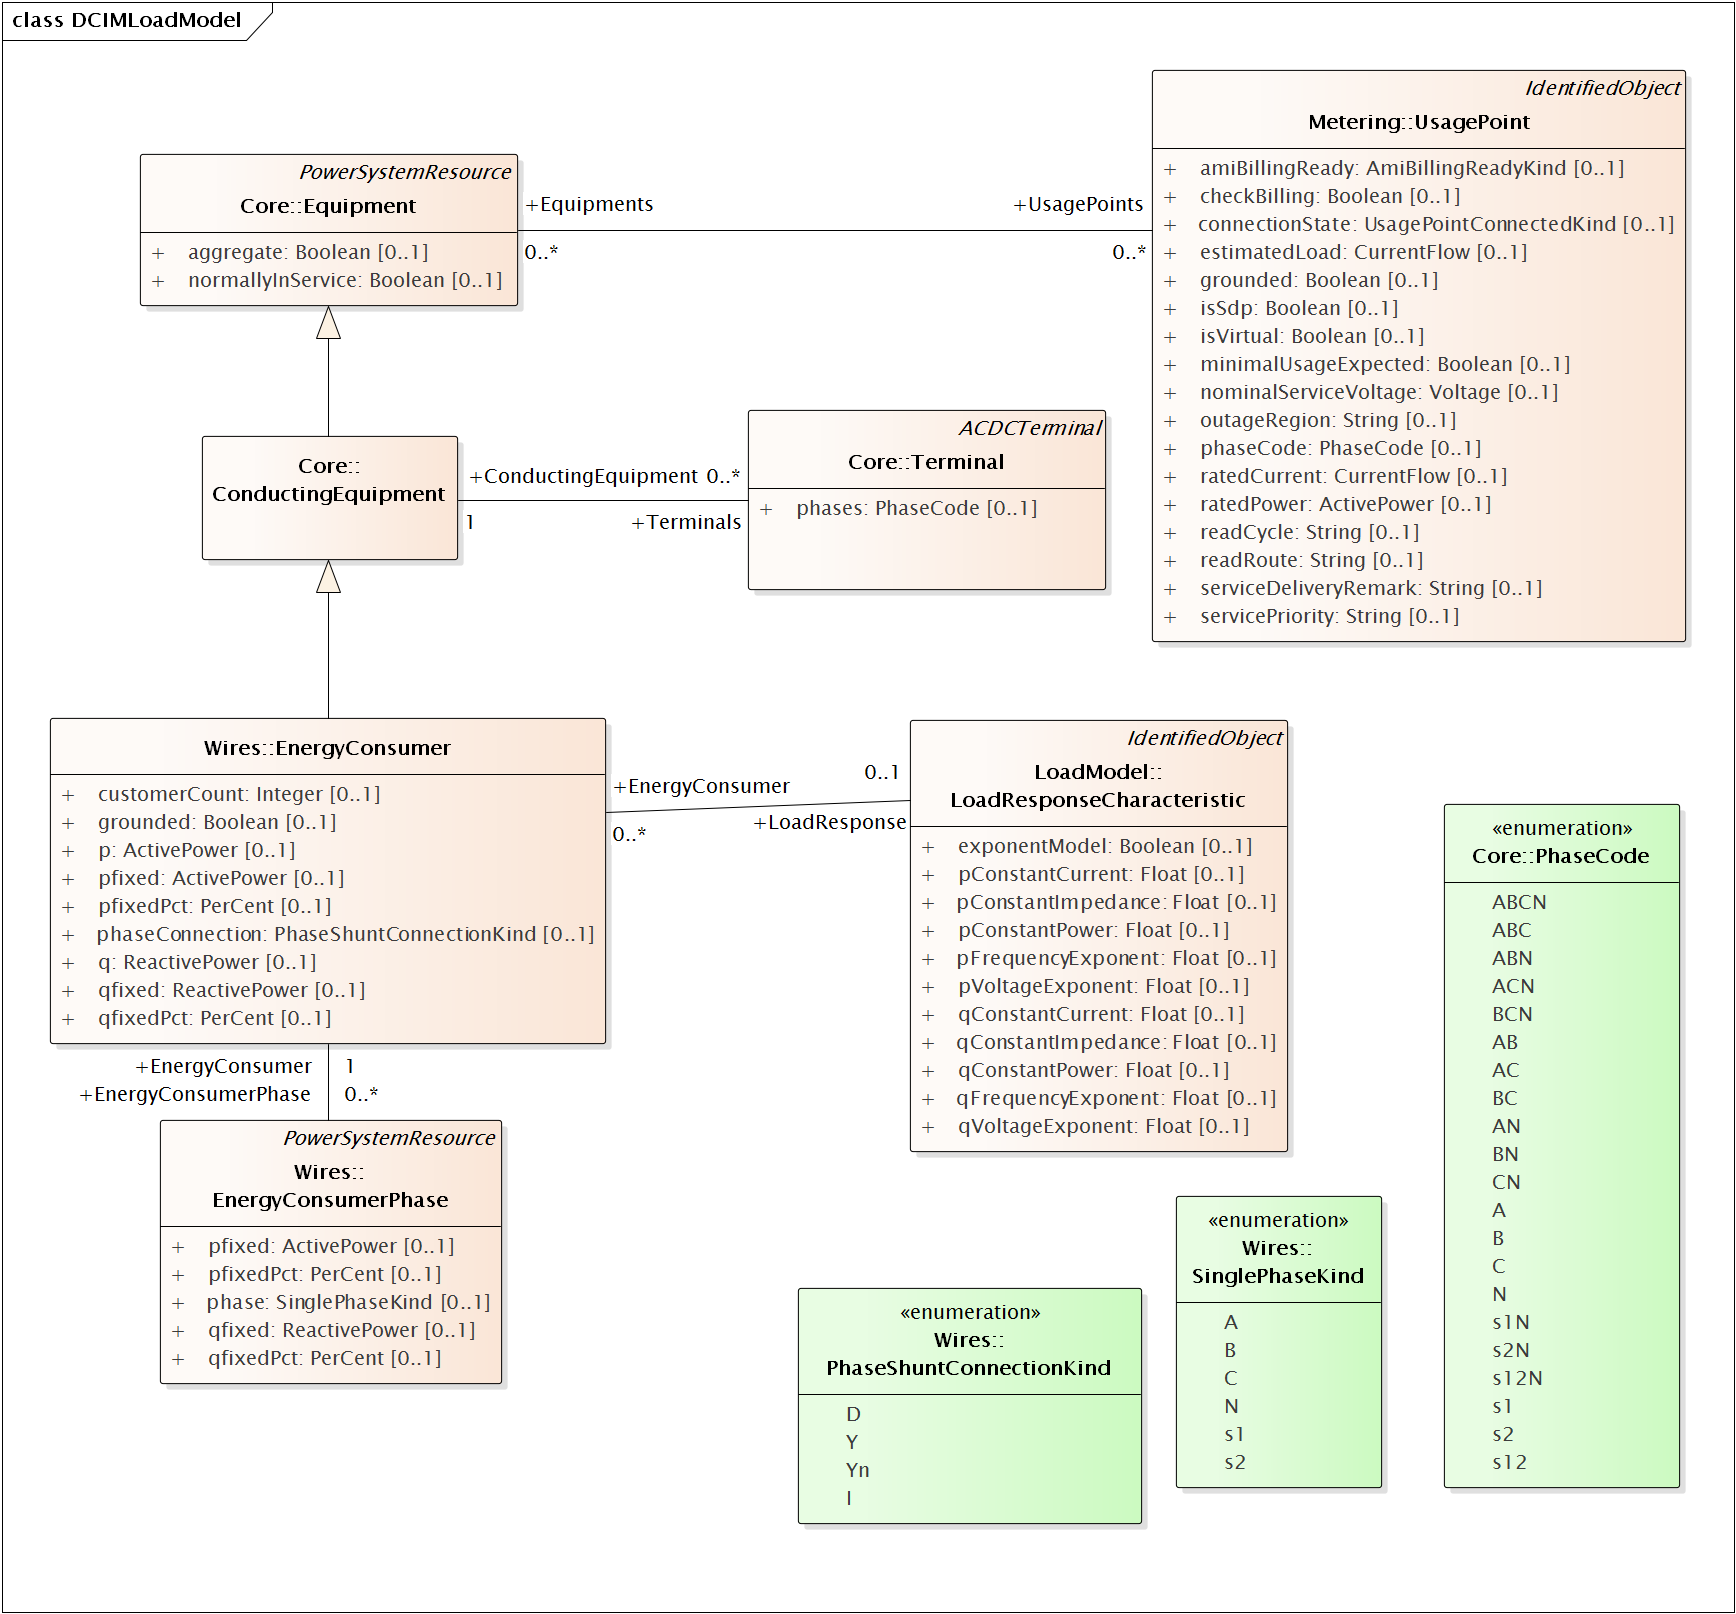 class DCIMLoadModel
IdentifiedObject
Metering::UsagePoint
+ amiBillingReady: AmiBillingReadyKind [0..1]
+ checkBilling: Boolean [0..1]
+ connectionState: UsagePointConnectedKind [0..1]
+ estimatedLoad: CurrentFlow [0..1]
+ grounded: Boolean [0..1]
+ isSdp: Boolean [0..1]
+ isVirtual: Boolean [0..1]
+ minimalUsageExpected: Boolean [0..1]
+ nominalServiceVoltage: Voltage [0..1]
+ outageRegion: String [0..1]
+ phaseCode: PhaseCode [0..1]
+ ratedCurrent: CurrentFlow [0..1]
+ ratedPower: ActivePower [0..1]
+ readCycle: String [0..1]
+ readRoute: String [0..1]
+ serviceDeliveryRemark: String [0..1]
+ servicePriority: String [0..1]
PowerSystemResource
Core::Equipment
+ aggregate: Boolean [0..1]
+ normallyInService: Boolean [0..1]
+Equipments
0..*
+UsagePoints
0..*
Core::
ConductingEquipment
+ConductingEquipment 0..*
1
+Terminals
ACDCTerminal
Core::Terminal
+ phases: PhaseCode [0..1]
Wires::EnergyConsumer
+ customerCount: Integer [0..1]
+ grounded: Boolean [0..1]
+ p: ActivePower [0..1]
+ pfixed: ActivePower [0..1]
+ pfixedPct: PerCent [0..1]
+ phaseConnection: PhaseShuntConnectionKind [0..1]
+ q: ReactivePower [0..1]
+ qfixed: ReactivePower [0..1]
+ qfixedPct: PerCent [0..1]
+EnergyConsumer
0..*
0..1
+LoadResponse
IdentifiedObject
LoadModel::
LoadResponseCharacteristic
+ exponentModel: Boolean [0..1]
+ pConstantCurrent: Float [0..1]
+ pConstantImpedance: Float [0..1]
+ pConstantPower: Float [0..1]
+ pFrequencyExponent: Float [0..1]
+ pVoltageExponent: Float [0..1]
+ qConstantCurrent: Float [0..1]
+ qConstantImpedance: Float [0..1]
+ qConstantPower: Float [0..1]
+ qFrequencyExponent: Float [0..1]
+ qVoltageExponent: Float [0..1]
+EnergyConsumer 1
+EnergyConsumerPhase 0..*
PowerSystemResource
Wires::
EnergyConsumerPhase
+ pfixed: ActivePower [0..1]
+ pfixedPct: PerCent [0..1]
+ phase: SinglePhaseKind [0..1]
+ qfixed: ReactivePower [0..1]
+ qfixedPct: PerCent [0..1]
«enumeration»
Wires::
PhaseShuntConnectionKind
D
Y
Yn
I
«enumeration»
Wires::
SinglePhaseKind
A
B
C
N
s1
s2
«enumeration»
Core::PhaseCode
ABCN
ABC
ABN
ACN
BCN
AB
AC
BC
AN
BN
CN
A
B
C
N
s1N
s2N
s12N
s1
s2
s12